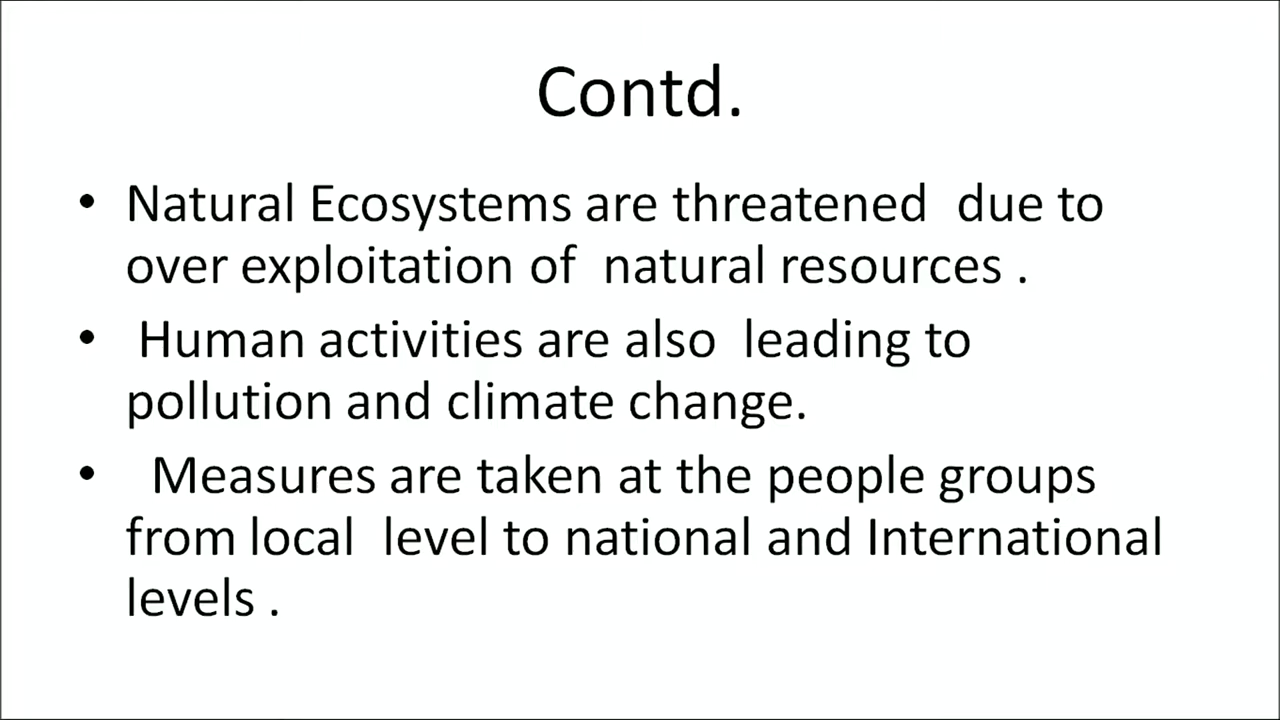 Contd.
• Natural Ecosystems are threatened  due to
over exploitation of  natural resources .
•  Human activities are also  leading to
pollution and climate change.
•   Measures are taken at the people groups
from local  level to national and International
levels .